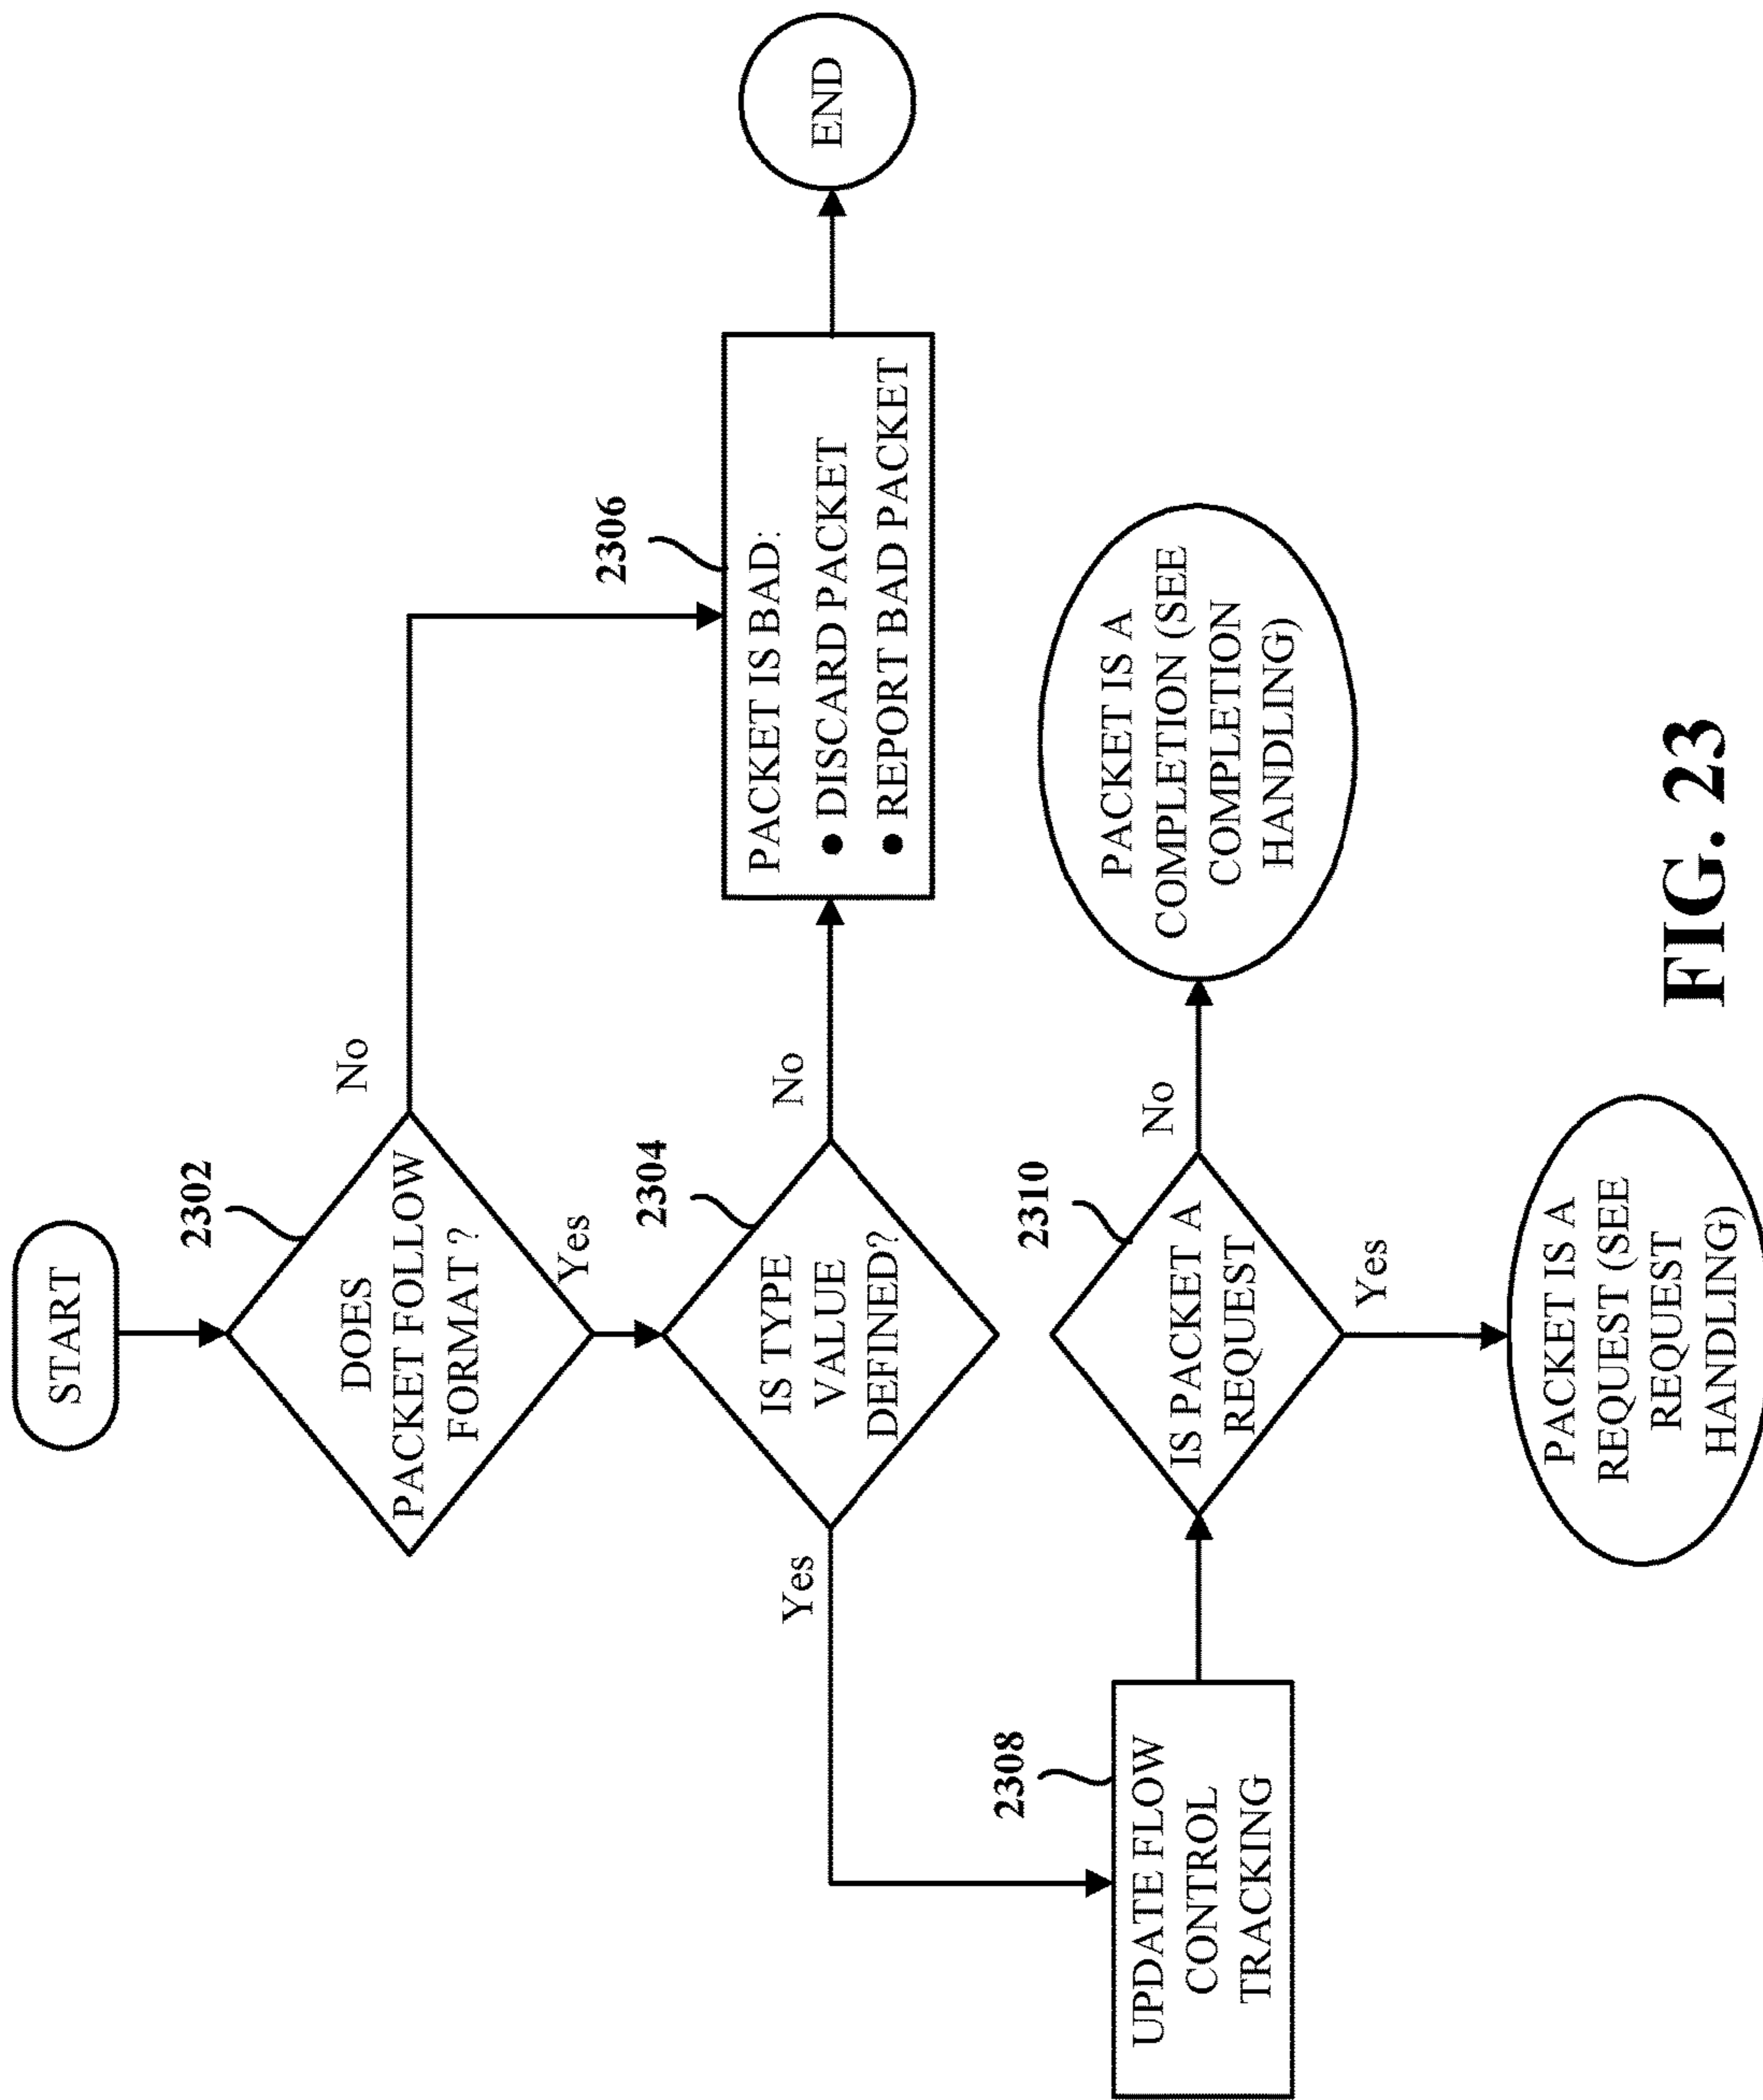 START
2302
DOES
PACKET FOLLOW
FORMAT ?
No
Yes
2304
IS TYPE
VALUE
DEFINED?
No
Yes
2306
PACKET IS BAD:
● DISCARD PACKET
● REPORT BAD PACKET
END
2308
UPDATE FLOW
CONTROL
TRACKING
2310
IS PACKET A
REQUEST
No
Yes
PACKET IS A
COMPLETION (SEE
COMPLETION
HANDLING)
PACKET IS A
REQUEST (SEE
REQUEST
HANDLING)
FIG. 23